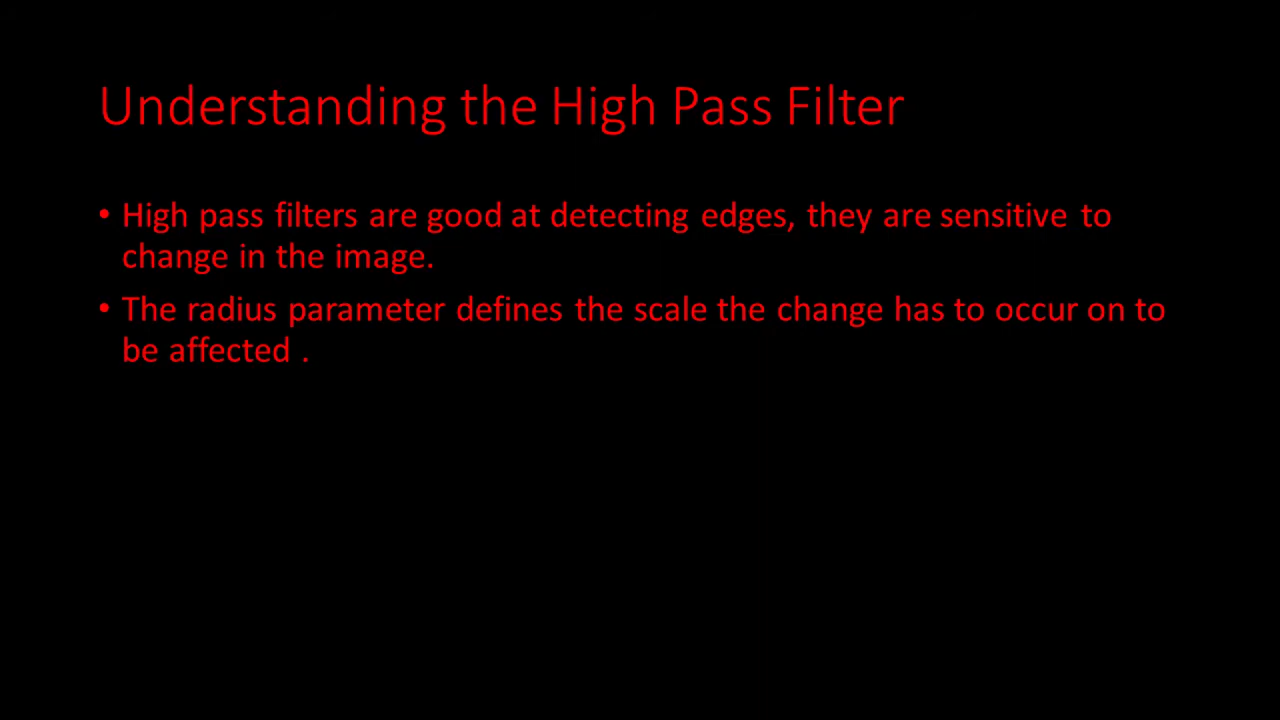 Understanding the High Pass Filter
• High pass filters are good at detecting edges, they are sensitive to
change in the image.
• The radius parameter defines the scale the change has to occur on to
be affected .